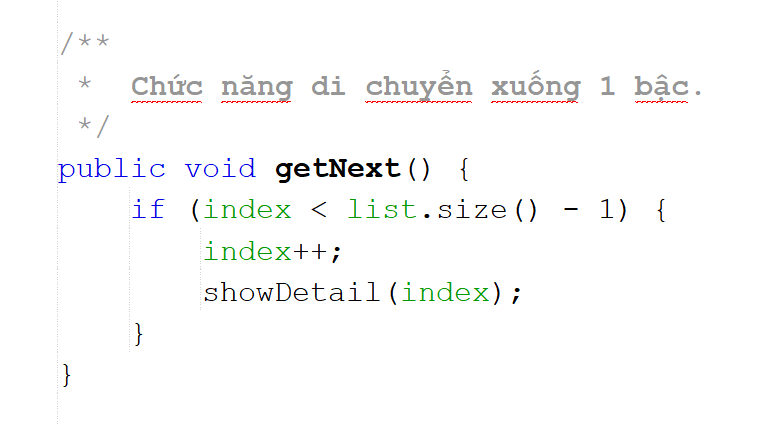 /**
 *  Chức năng di chuyển xuống 1 bậc.
 */
public void getNext() {
    if (index < list.size() - 1) {
        index++;
        showDetail(index);
    }
}